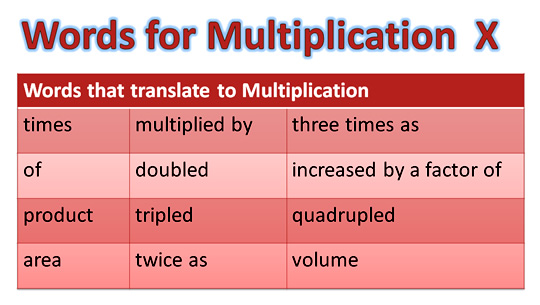 Words for Multiplication X
Words that translate to Multiplication
times multiplied by three times as
of doubled increased by a factor of
product tripled quadrupled
area twice as volume